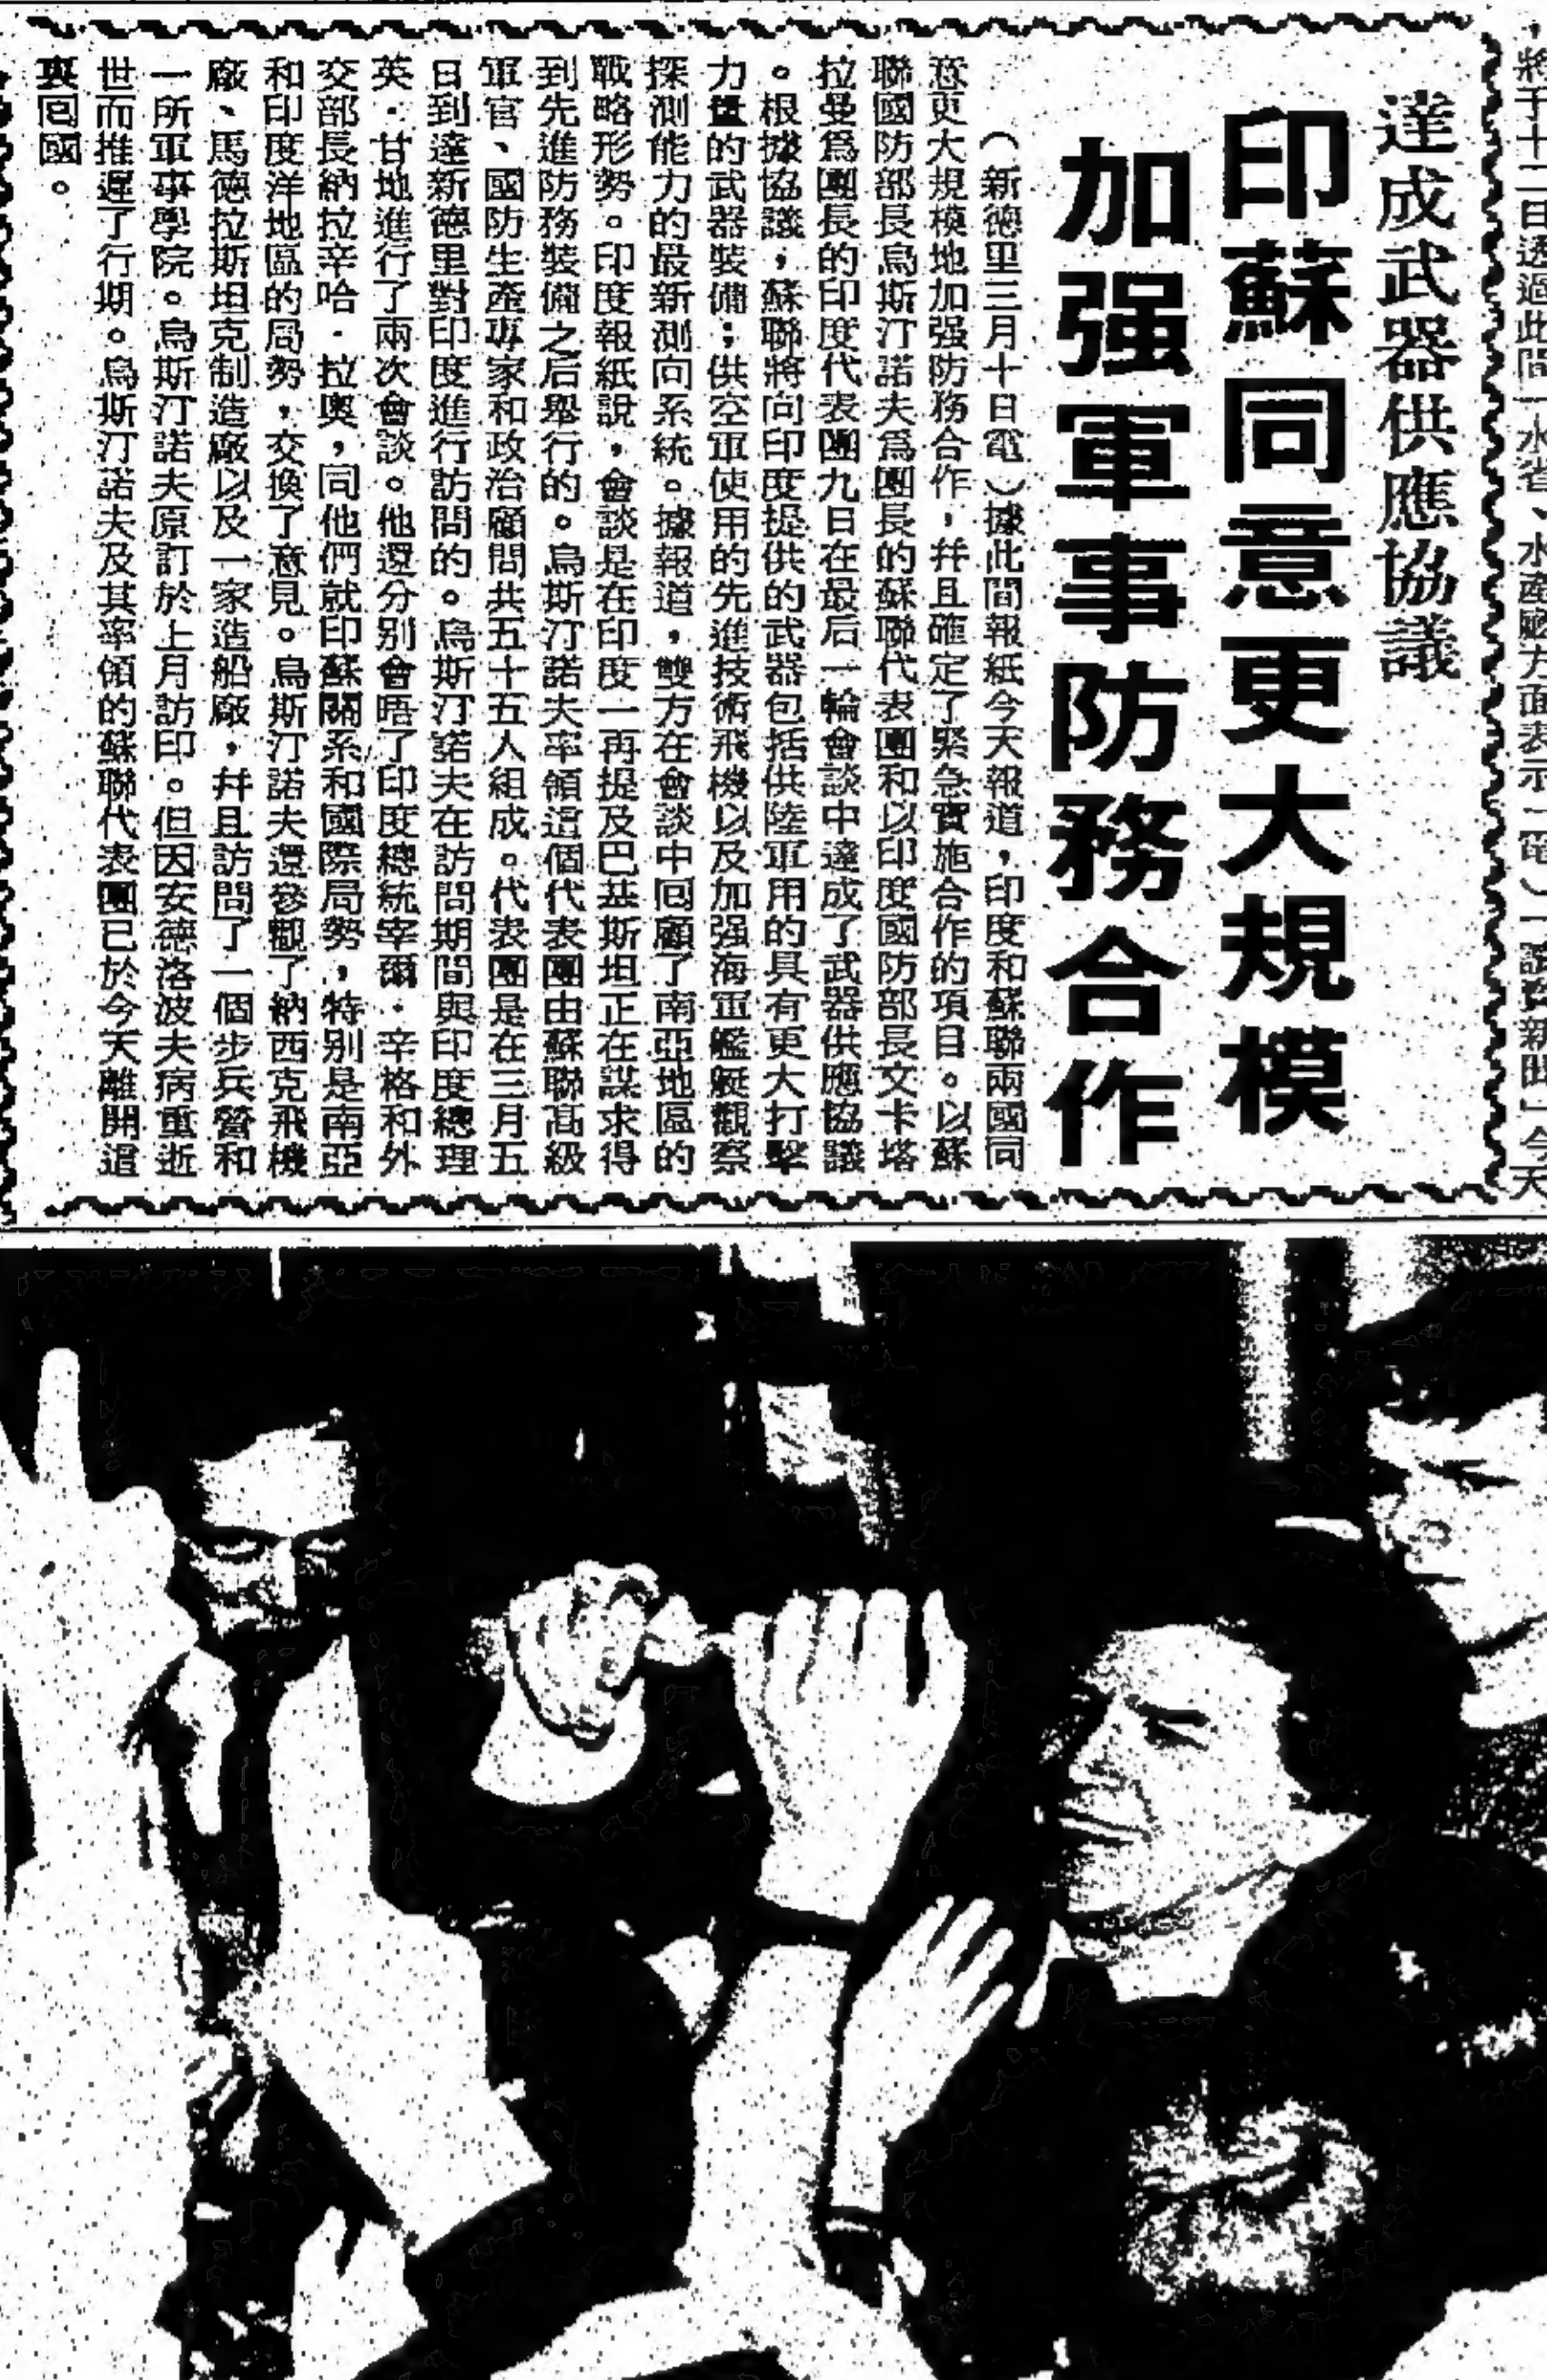 ，將于十二日透過此間
達成武器供應協議
印蘇同意更大規模
加强軍事防務合作
（新德里三月十日電）據此間報紙今天報道，印度和蘇聯兩國同
意更大規模地加强防務合作，幷且確定了緊急實施合作的項目。以蘇
聯國防部長烏斯汀諾夫爲團長的蘇聯代表團和以印度國防部長文卡塔
拉曼爲團長的印度代表團九日在最后一輪會談中達成了武器供應協議
。根據協議，蘇聯將向印度提供的武器包括供陸軍用的具有更大打擊
力量的武器裝備；供空軍使用的先進技術飛機以及加强海軍艦艇觀察
探測能力的最新測向系統。據報道，雙方在會談中回顧了南亞地區的
戰略形勢。印度報紙說，會談是在印度一再提及巴基斯坦正在謀求得
到先進防務裝備之后舉行的。烏斯汀諾夫率領這個代表團由蘇聯高級
軍官、國防生產專家和政治顧問共五十五人組成。代表團是在三月五
日到達新德里對印度進行訪問的。烏斯汀諾夫在訪問期間與印度總理
英．甘地進行了兩次會談。他還分别會晤了印度總統宰爾．辛格和外
交部長納拉辛哈．拉奧，同他們就印蘇關系和國際局勢，特别是南亞
和印度洋地區的局勢，交換了意見。烏斯汀諾夫還參觀了納西克飛機
廠、馬德拉斯坦克制造廠以及一家造船廠，幷且訪問了一個步兵營和
一所軍事學院。烏斯汀諾夫原訂於上月訪印。但因安德洛波夫病重逝
世而推遲了行期。烏斯汀諾夫及其率領的蘇聯代表團已於今天離開這
裏回國。